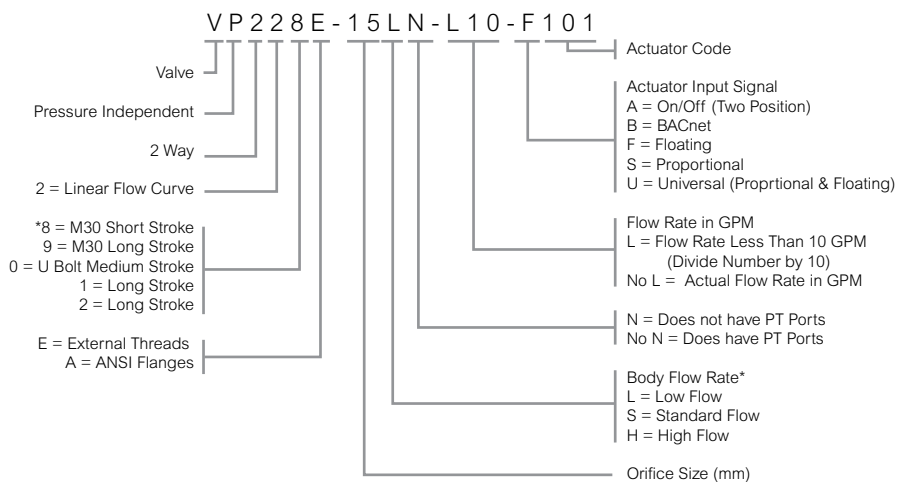 VP228E-15LN-L10-F101
Valve
Pressure Independent
2 Way
2 = Linear Flow Curve
*8 = M30 Short Stroke
9 = M30 Long Stroke
0 = U Bolt Medium Stroke
1 = Long Stroke
2 = Long Stroke
E = External Threads
A = ANSI Flanges
Actuator Code
Actuator Input Signal
A = On/Off (Two Position)
B = BACnet
F = Floating
S = Proportional
U = Universal (Proprtional & Floating)
Flow Rate in GPM
L = Flow Rate Less Than 10 GPM
(Divide Number by 10)
No L = Actual Flow Rate in GPM
N = Does not have PT Ports
No N = Does have PT Ports
Body Flow Rate*
L = Low Flow
S = Standard Flow
H = High Flow
Orifice Size (mm)